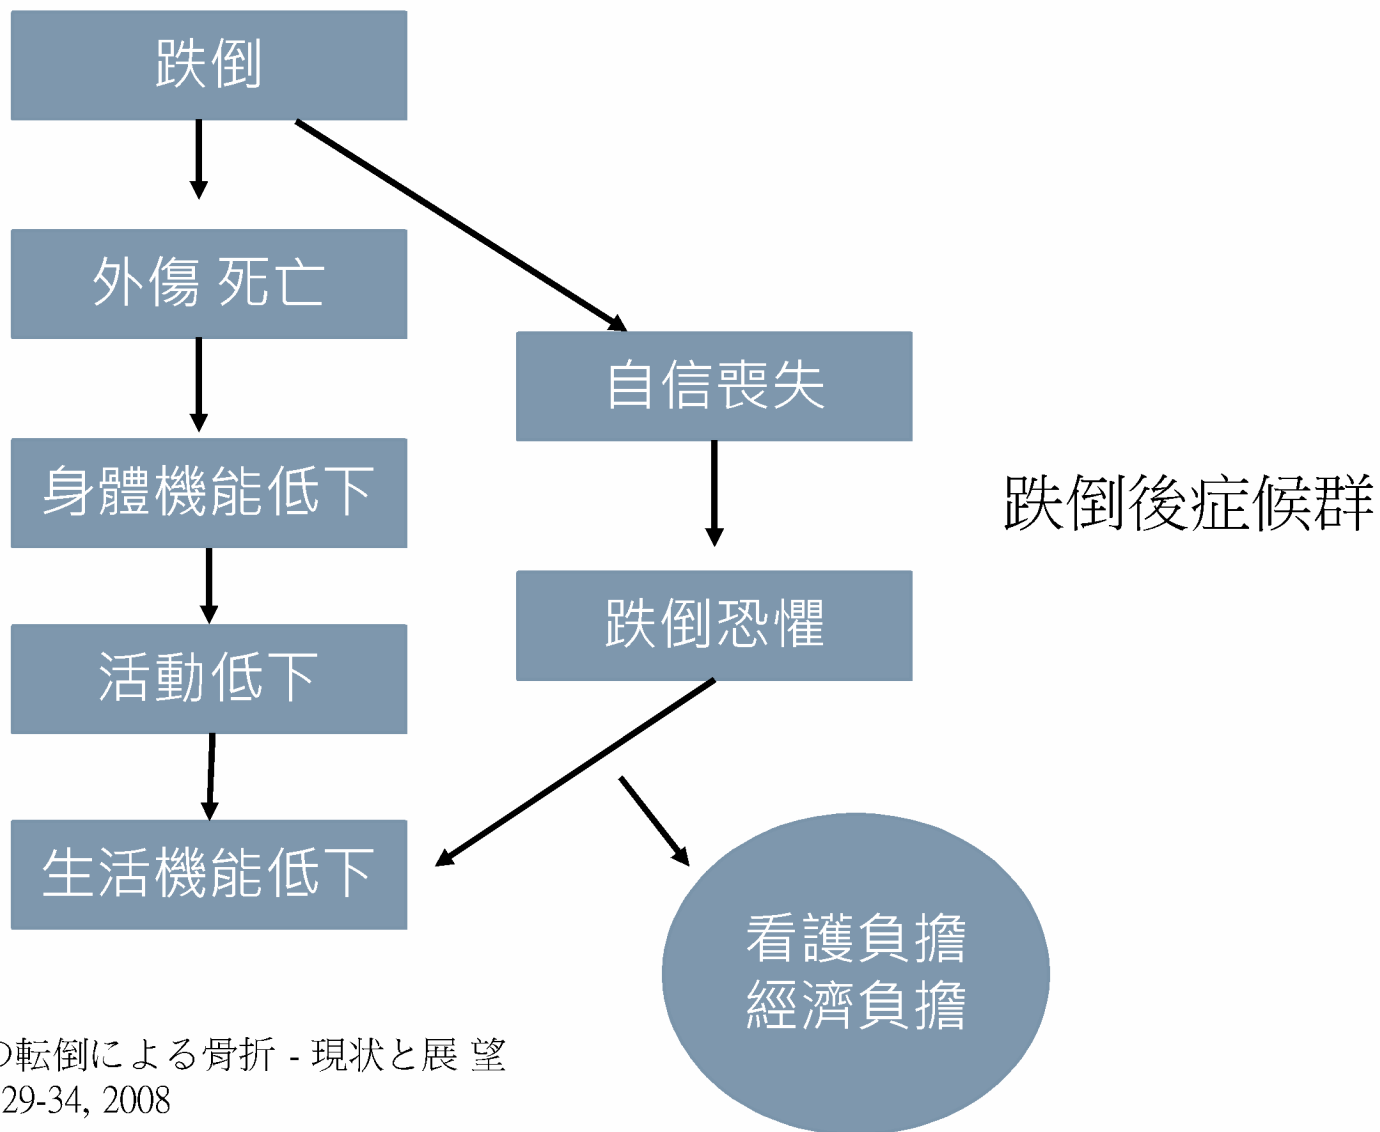 跌倒
外傷 死亡
自信喪失
身體機能低下
跌倒後症候群
跌倒恐懼
活動低下
生活機能低下
看護負擔
經濟負擔
の転倒による骨折 - 現状と展 望
29-34, 2008